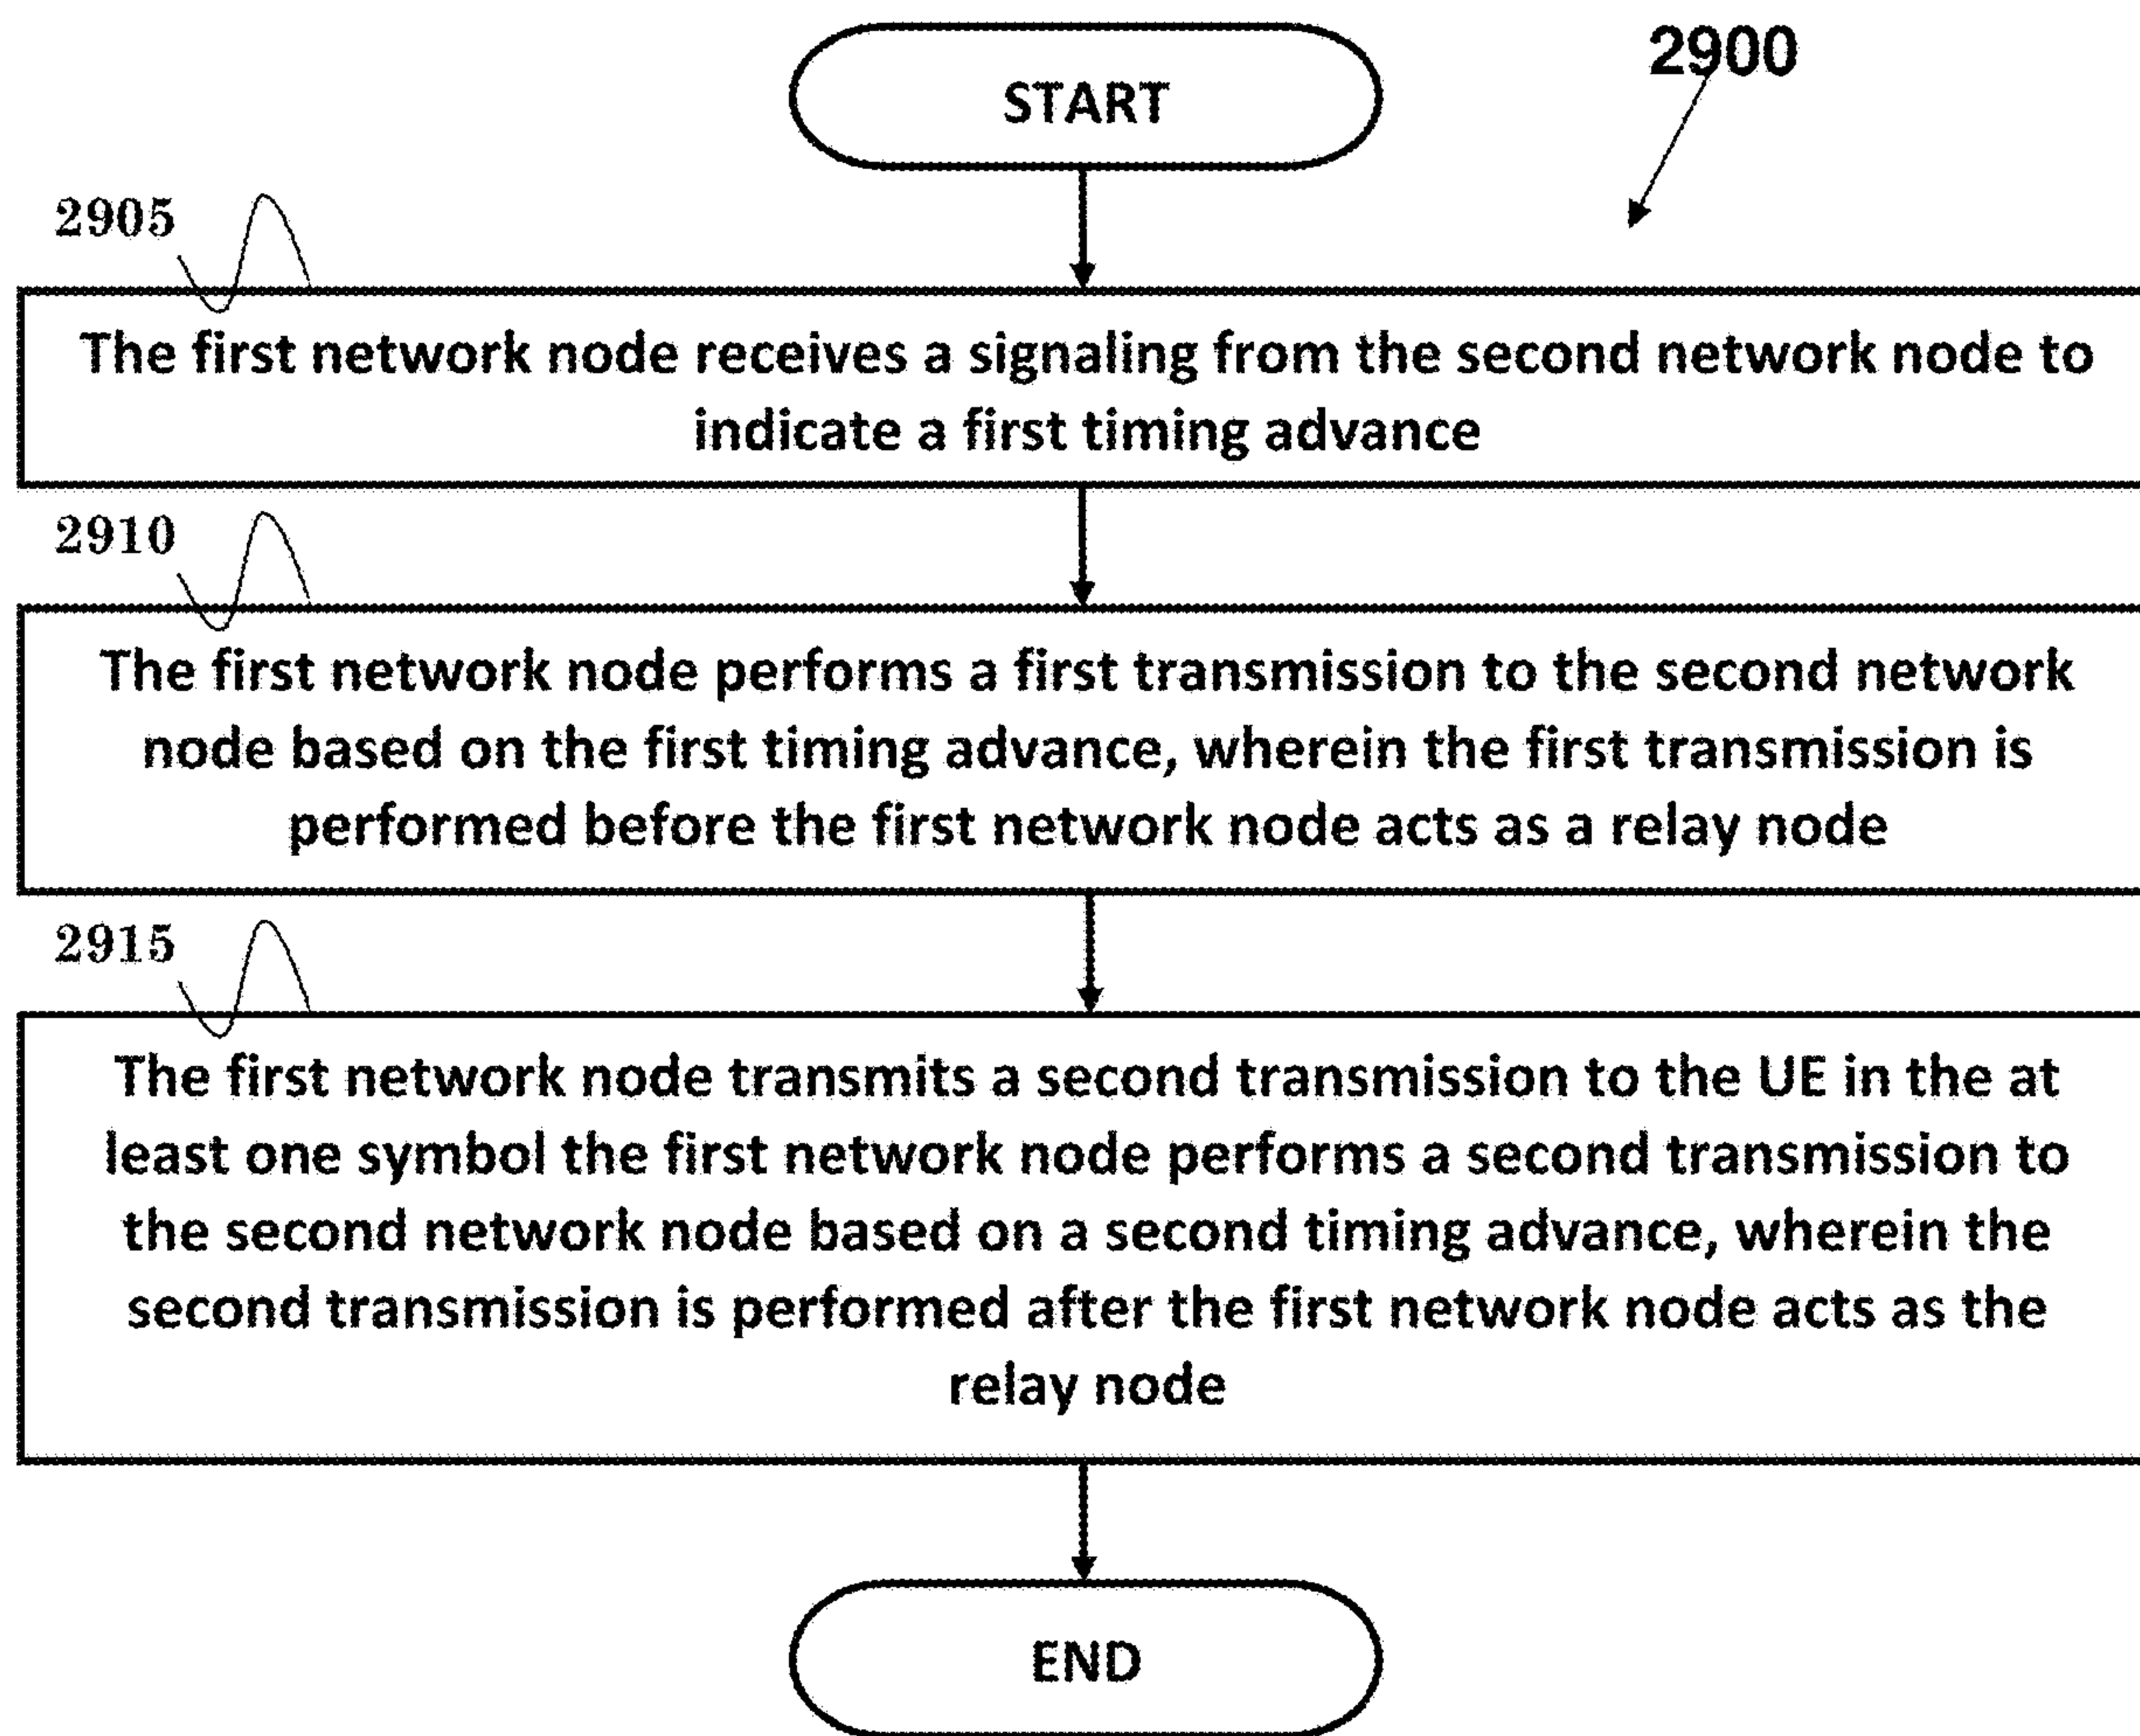 START
2900
2905
The first network node receives a signaling from the second network node to
indicate a first timing advance
2910
The first network node performs a first transmission to the second network
node based on the first timing advance, wherein the first transmission is
performed before the first network node acts as a relay node
2915
The first network node transmits a second transmission to the UE in the at
least one symbol the first network node performs a second transmission to
the second network node based on a second timing advance, wherein the
second transmission is performed after the first network node acts as the
relay node
END